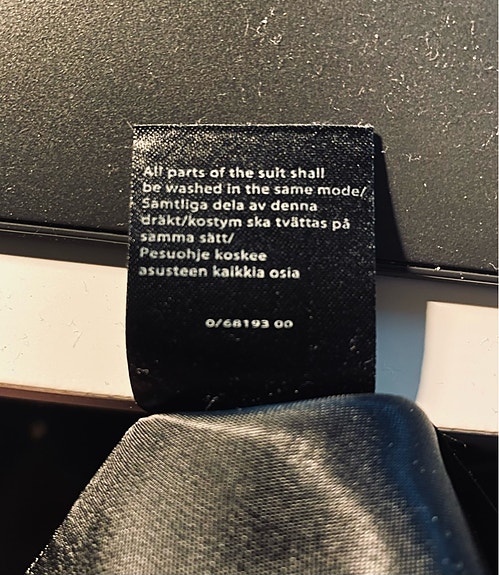 All parts of the suit shall
be washed in the same mode/
Samtliga dela av denna
dräkt/kostym ska tvättas på
samma sätt/
Pesuohje koskee
asusteen kaikkia osia
0/68193 00